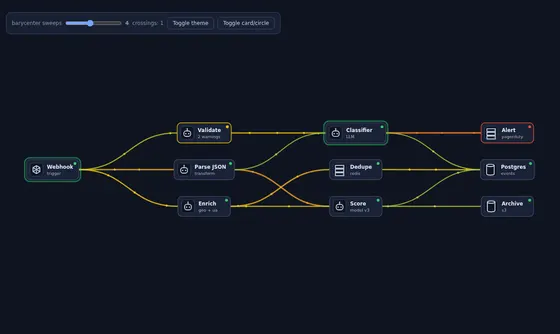 barycenter sweeps: 4 crossings: 1 Toggle theme Toggle card/circle
Webhook
trigger
Validate
2 warnings
Parse JSON
transform
Enrich
geo + ua
Classifier
LLM
Dedupe
redis
Score
model v3
Alert
pagerduty
Postgres
events
Archive
s3